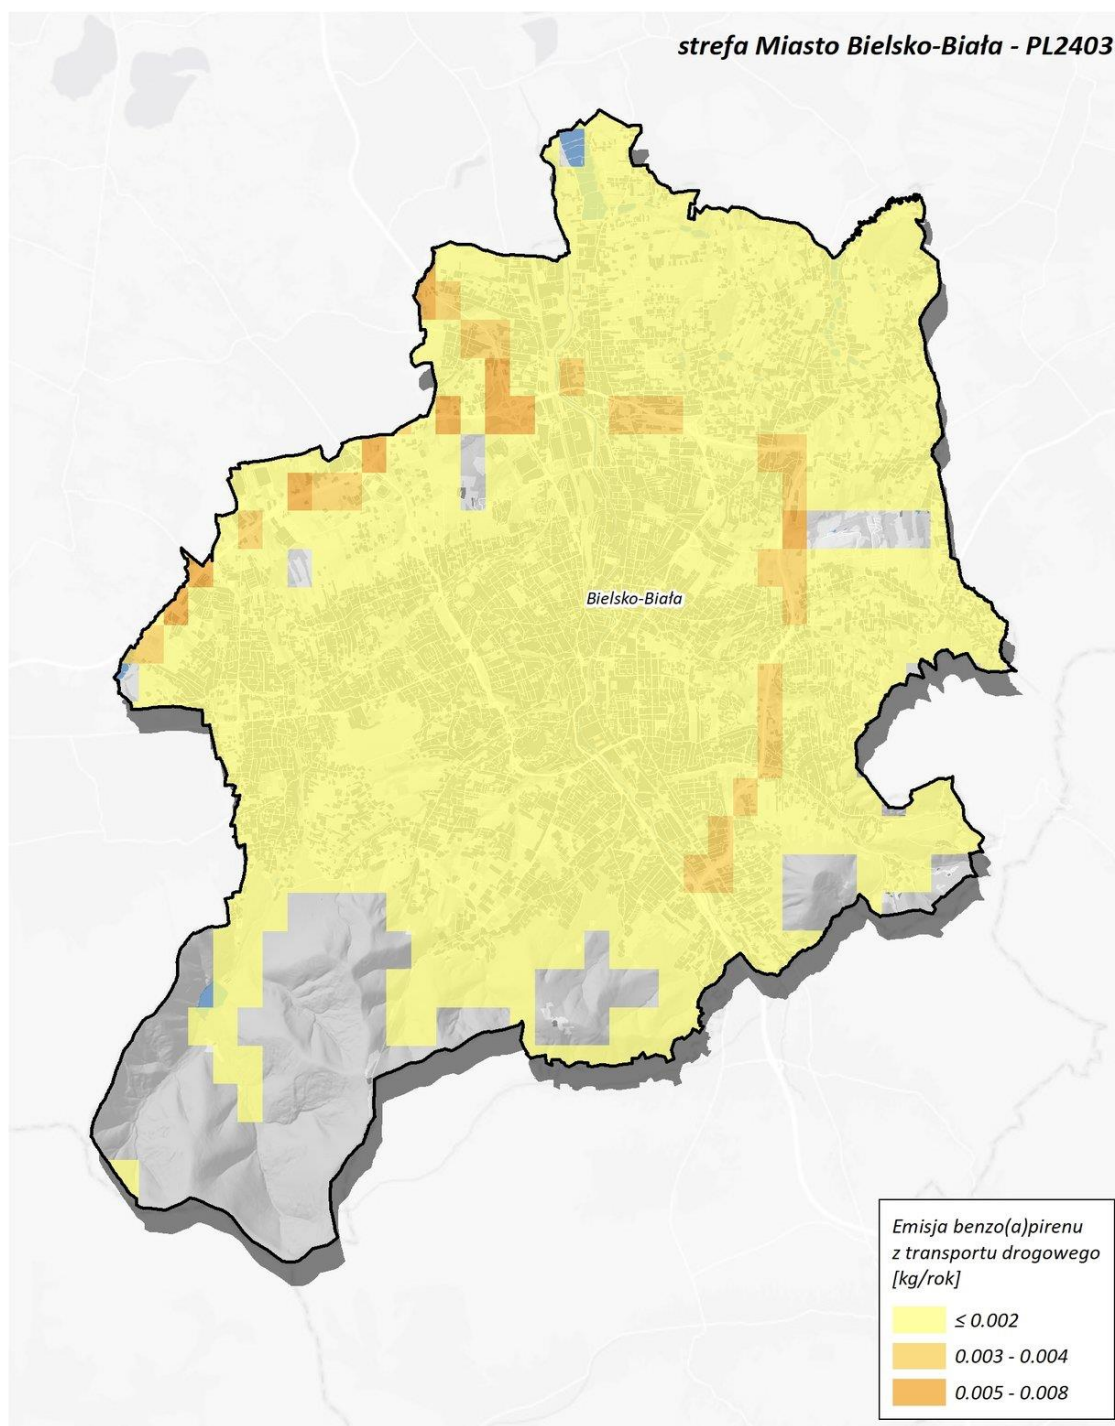 strefa Miasto Bielsko-Biała - PL2403
Bielsko-Biała
Emisja benzo(a)pirenu
z transportu drogowego
[kg/rok]
≤ 0.002
0.003 - 0.004
0.005 - 0.008